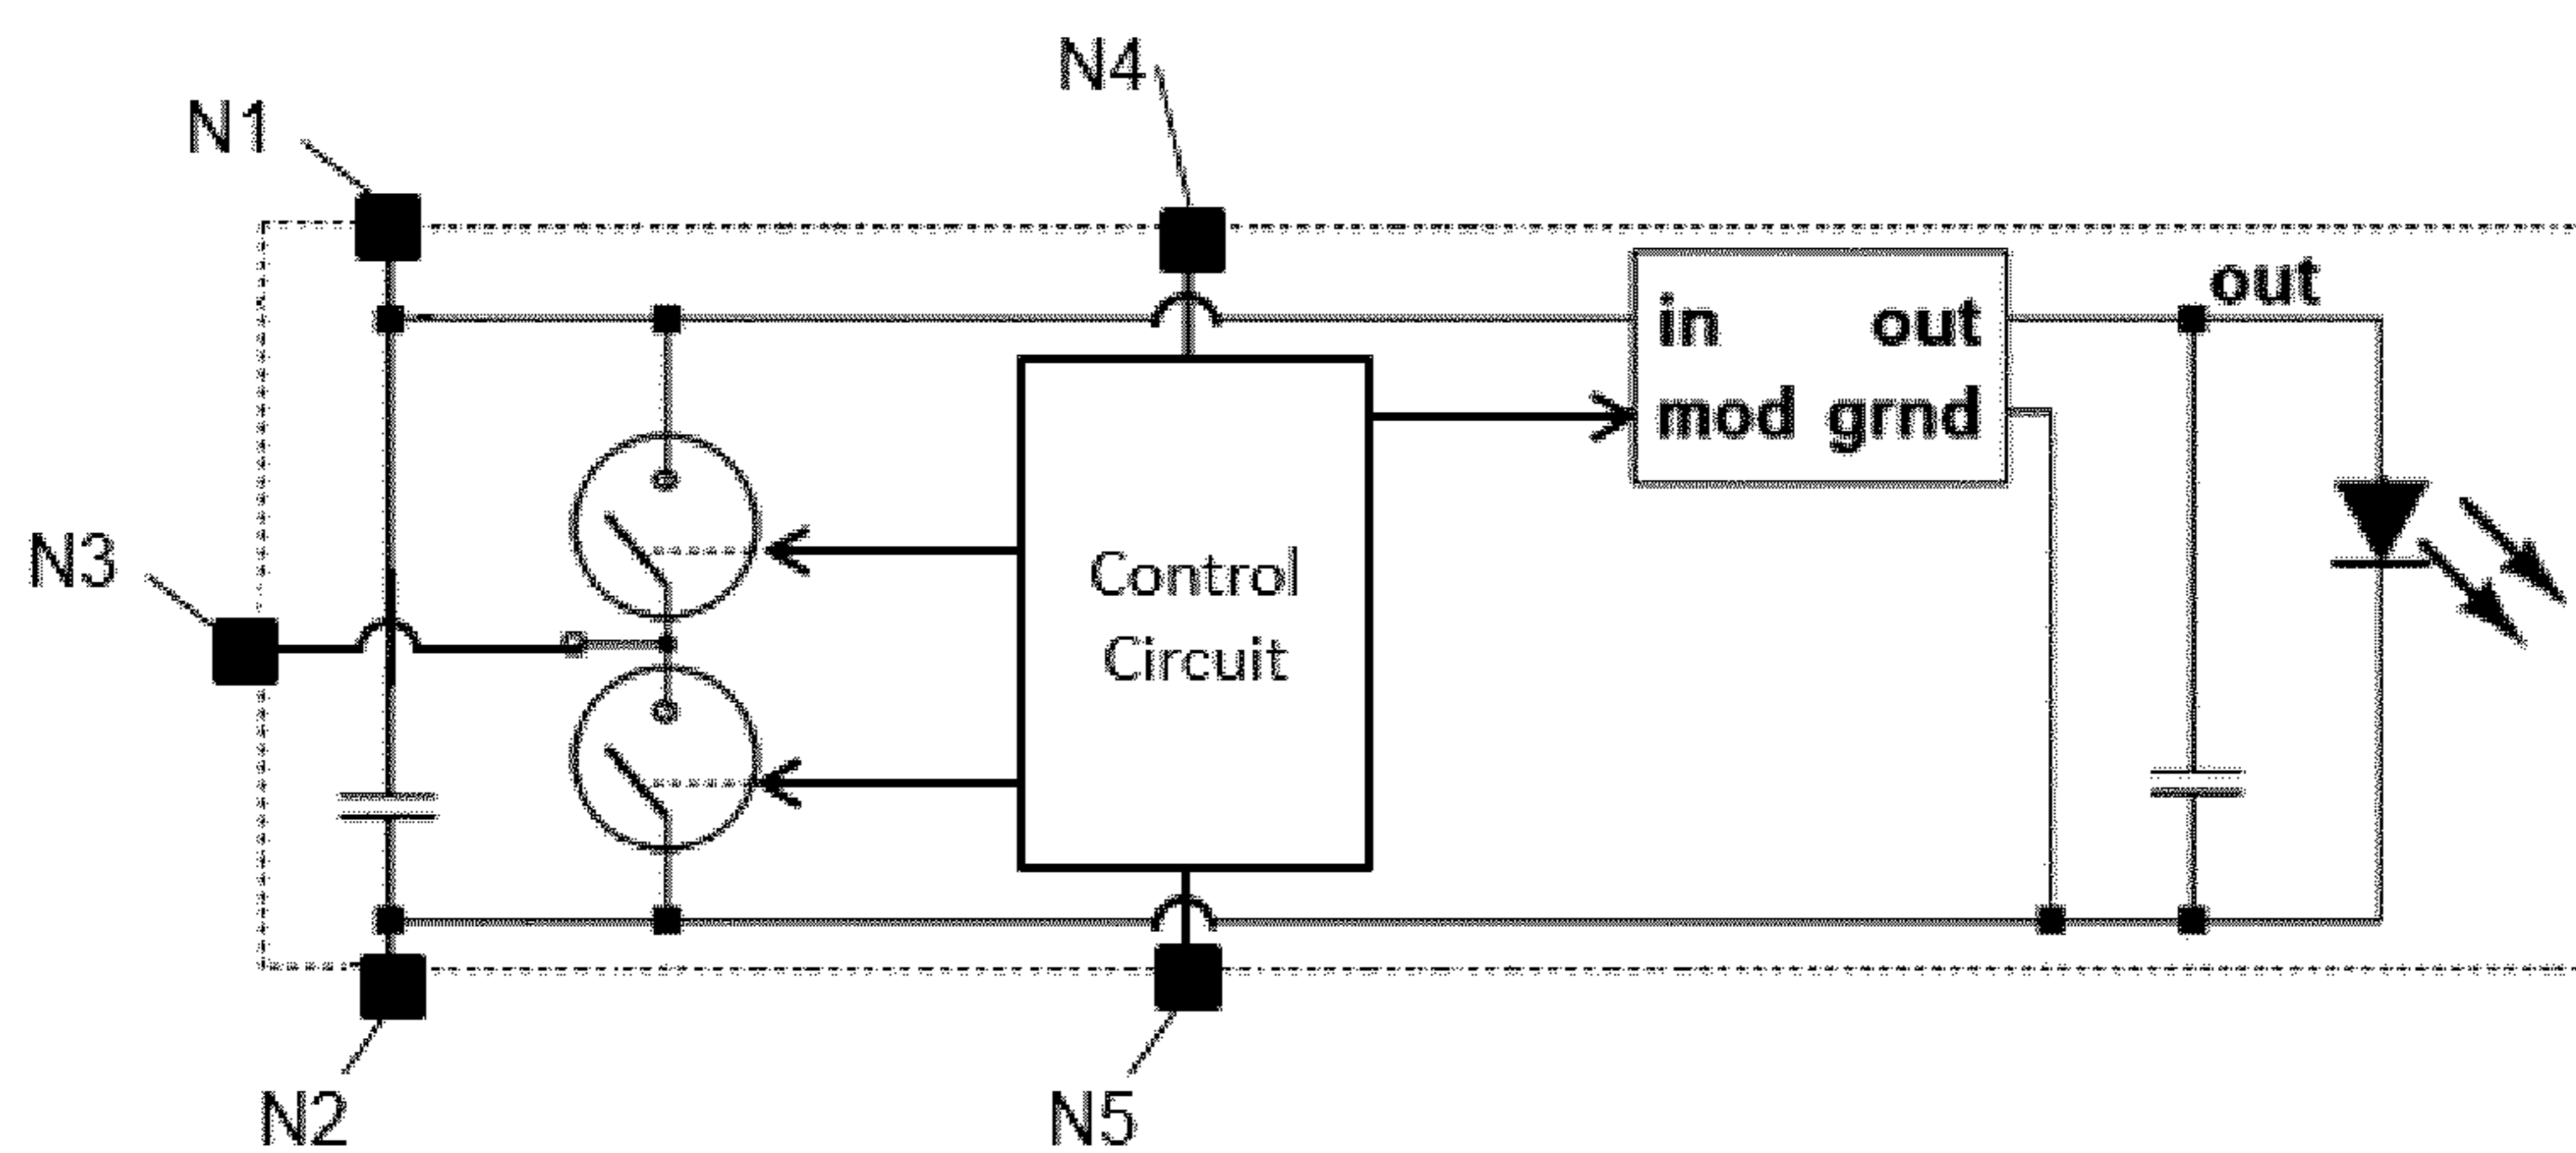 N4
N1
out
in out
mod grnd
N3
Control
Circuit
N2
N5